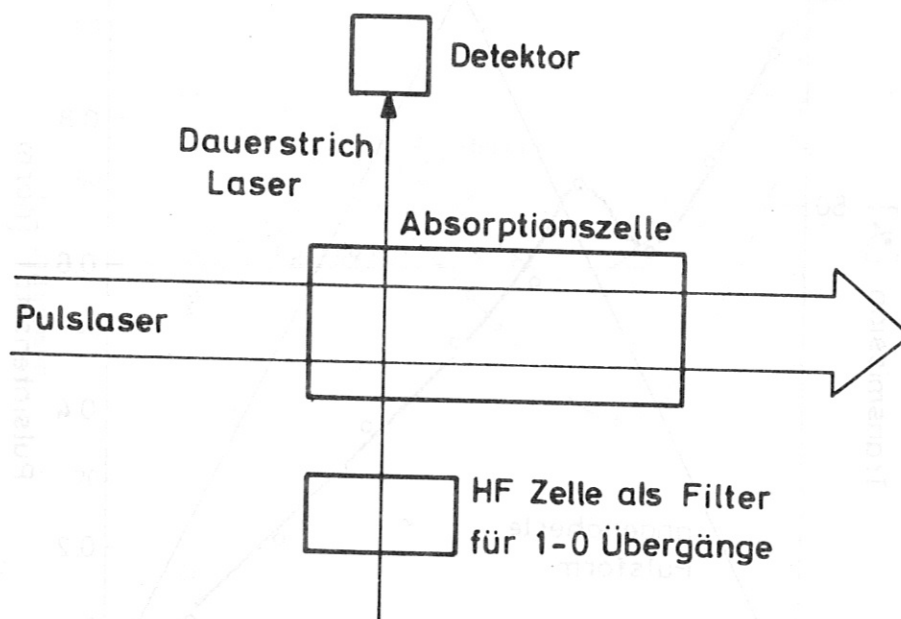 Detektor
Dauerstrich
Laser
Absorptionszelle
Pulslaser
HF Zelle als Filter
für 1-0 Übergänge